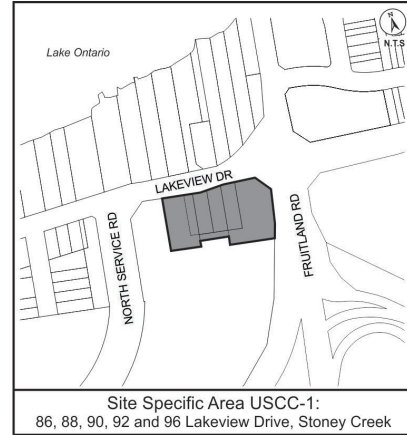 Lake Ontario
N
N.T.S
LAKEVIEW DR
NORTH SERVICE RD
FRUITLAND RD
Site Specific Area USCC-1:
86, 88, 90, 92 and 96 Lakeview Drive, Stoney Creek